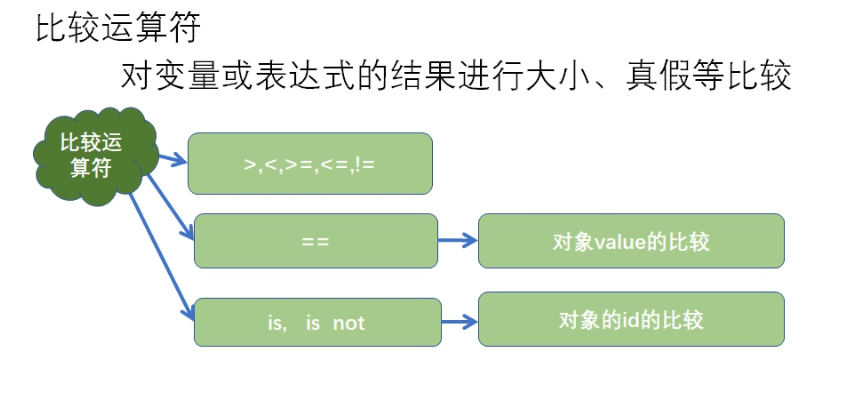 比较运算符
对变量或表达式的结果进行大小、真假等比较
比较运
算符
>,<,>=,<=,!=
==
对象value的比较
is, is not
对象的id的比较